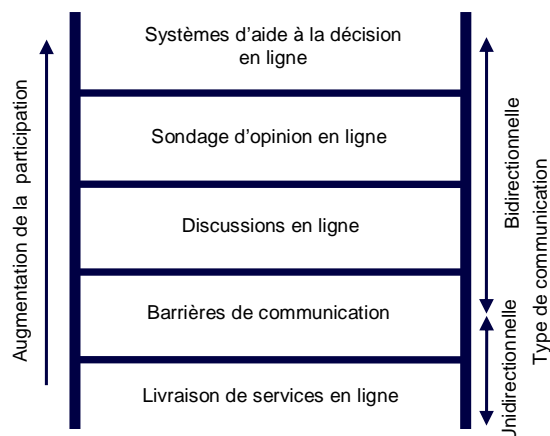 Systèmes d'aide à la décision
en ligne
Sondage d'opinion en ligne
Discussions en ligne
Barrières de communication
Livraison de services en ligne
Augmentation de la participation
Bidirectionnelle
Unidirectionnelle
Type de communication